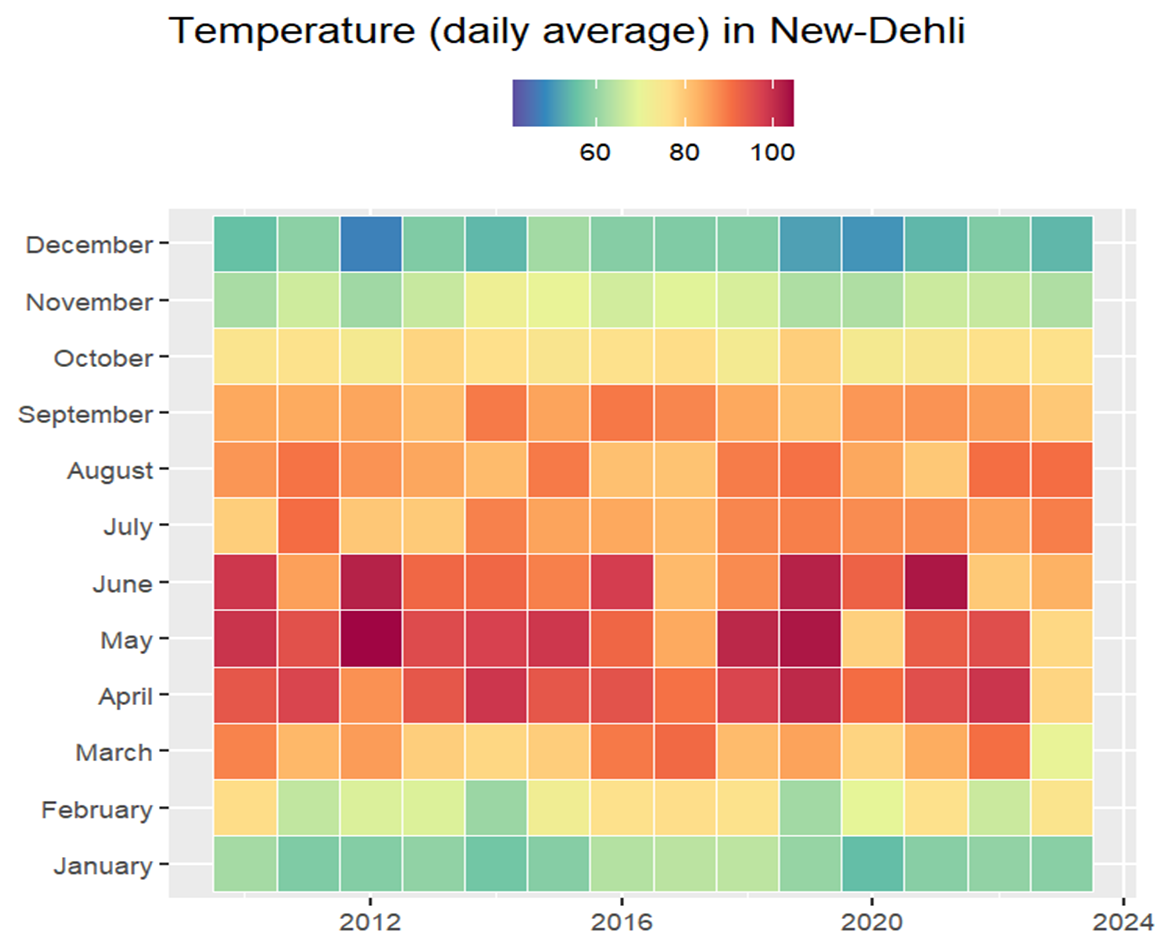 Temperature (daily average) in New-Dehli
60 80 100
December
November
October
September
August
July
June
May
April
March
February
January
2012 2016 2020 2024